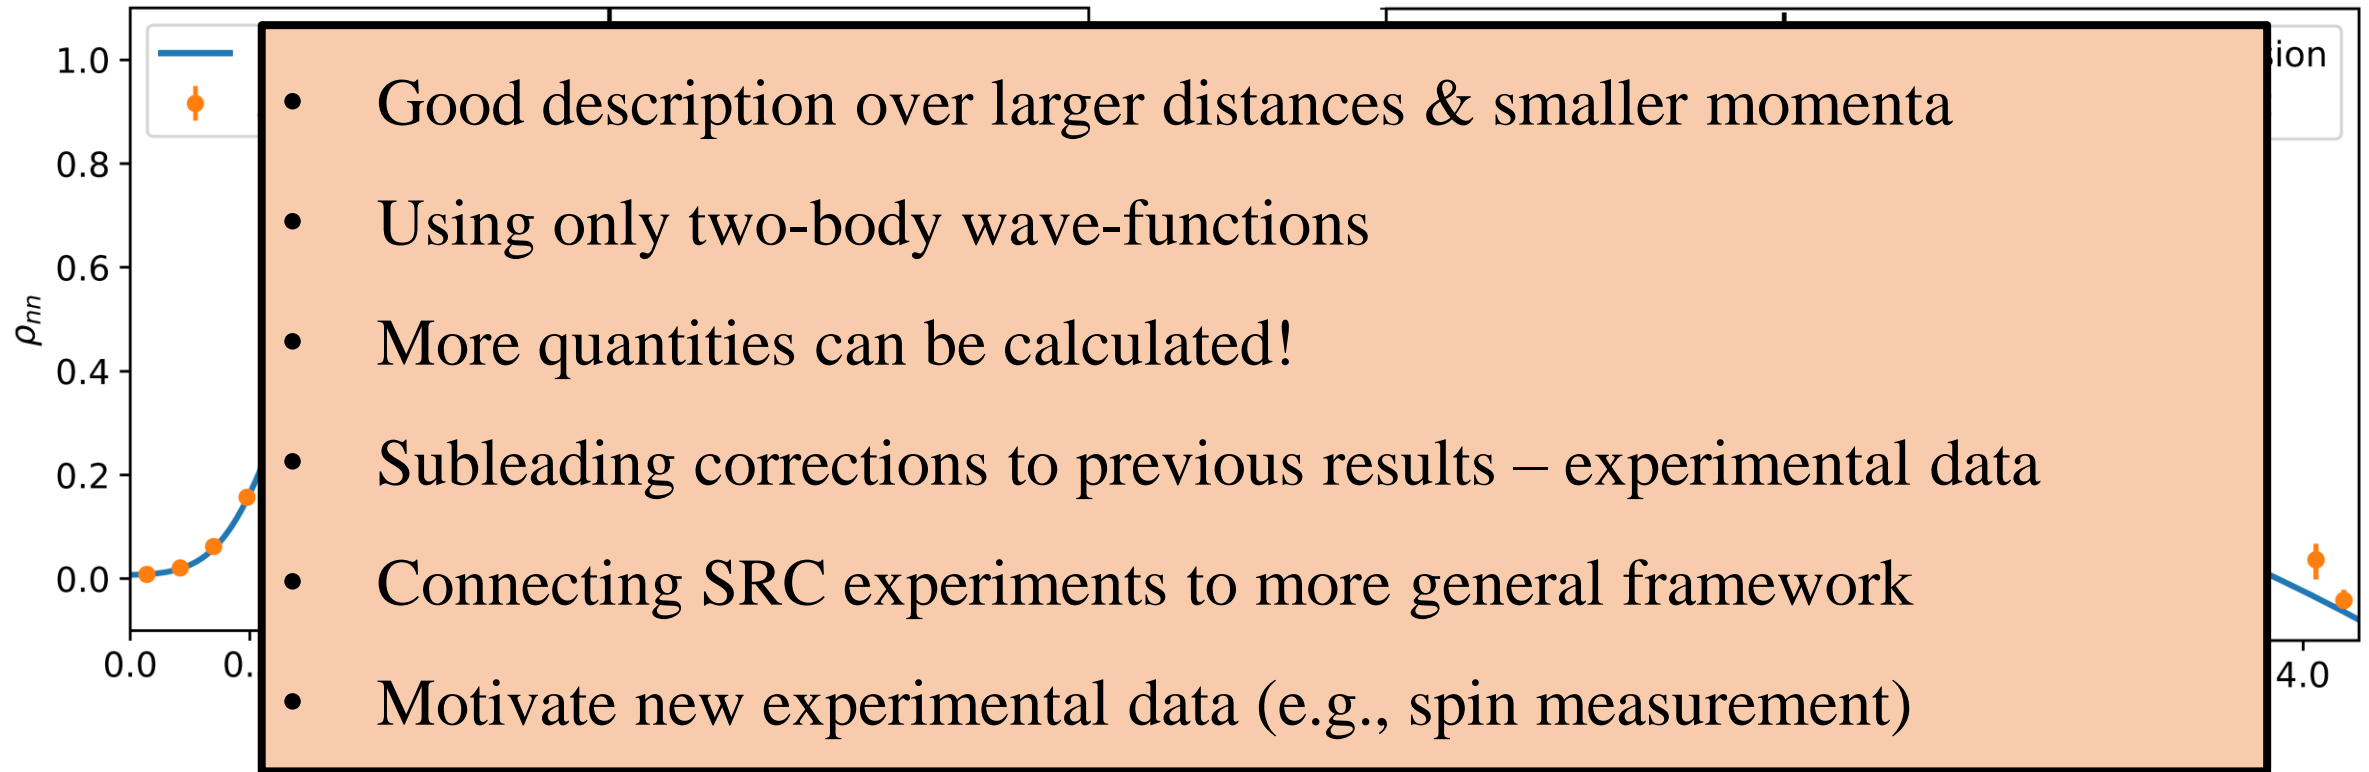 1.0
0.8
0.6
0.4
0.2
0.0
ρnn
0.0
• Good description over larger distances & smaller momenta
• Using only two-body wave-functions
• More quantities can be calculated!
• Subleading corrections to previous results – experimental data
• Connecting SRC experiments to more general framework
• Motivate new experimental data (e.g., spin measurement)
4.0